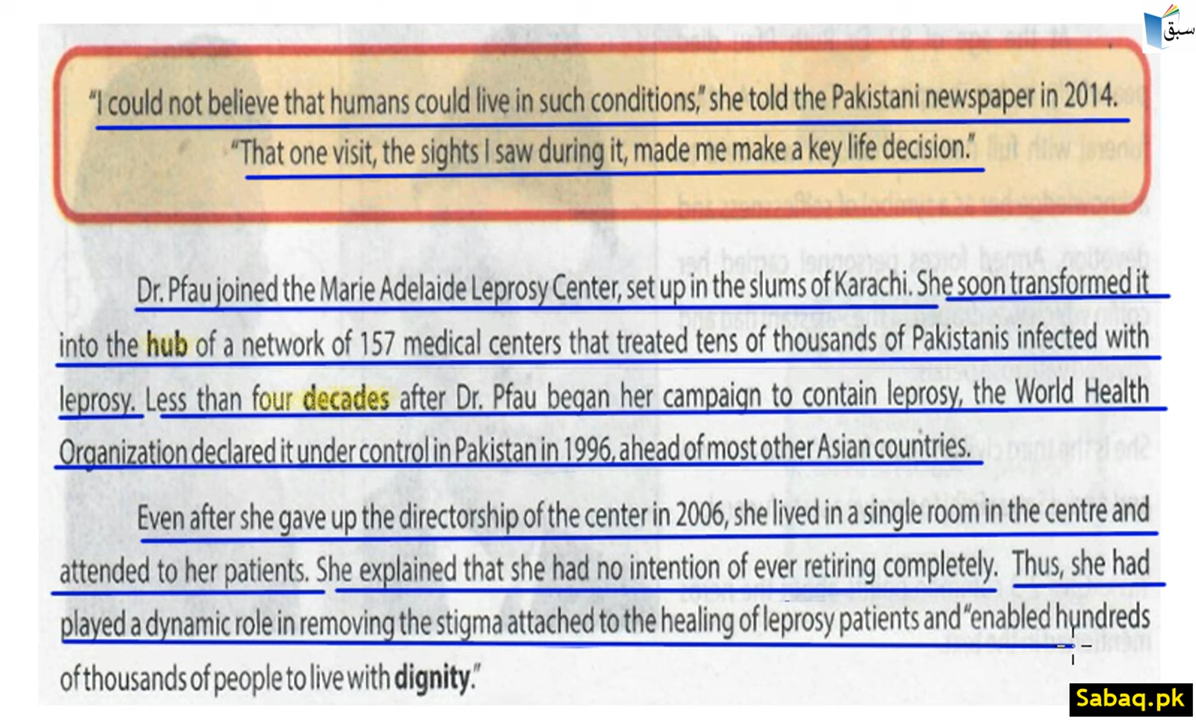 سبق
“I could not believe that humans could live in such conditions,” she told the Pakistani newspaper in 2014.
“That one visit, the sights I saw during it, made me make a key life decision.”
Dr. Pfau joined the Marie Adelaide Leprosy Center, set up in the slums of Karachi. She soon transformed it
into the hub of a network of 157 medical centers that treated tens of thousands of Pakistanis infected with
leprosy. Less than four decades after Dr. Pfau began her campaign to contain leprosy, the World Health
Organization declared it under control in Pakistan in 1996, ahead of most other Asian countries.
Even after she gave up the directorship of the center in 2006, she lived in a single room in the centre and
attended to her patients. She explained that she had no intention of ever retiring completely. Thus, she had
played a dynamic role in removing the stigma attached to the healing of leprosy patients and “enabled hundreds
of thousands of people to live with dignity.”
Sabaq.pk